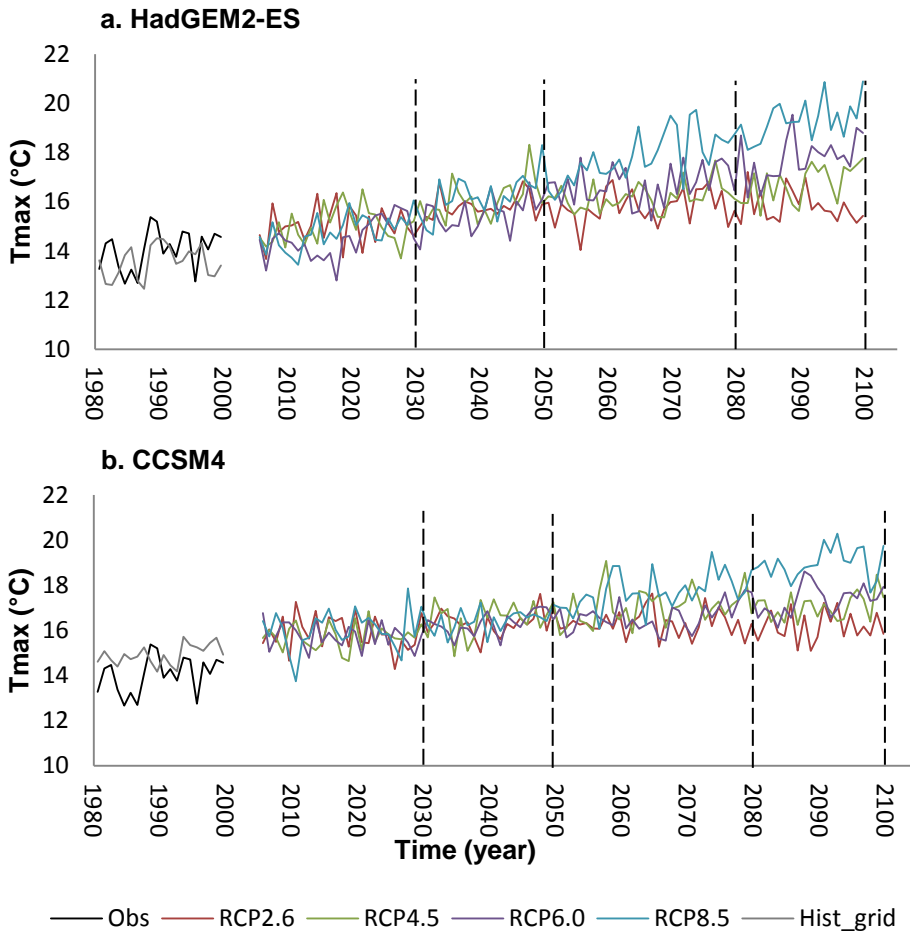 a. HadGEM2-ES
22
20
18
16
14
12
10
Tmax (°C)
1980 1990 2000 2010 2020 2030 2040 2050 2060 2070 2080 2090 2100
b. CCSM4
22
20
18
16
14
12
10
Tmax (°C)
1980 1990 2000 2010 2020 2030 2040 2050 2060 2070 2080 2090 2100
Time (year)
Obs RCP2.6 RCP4.5 RCP6.0 RCP8.5 Hist_grid